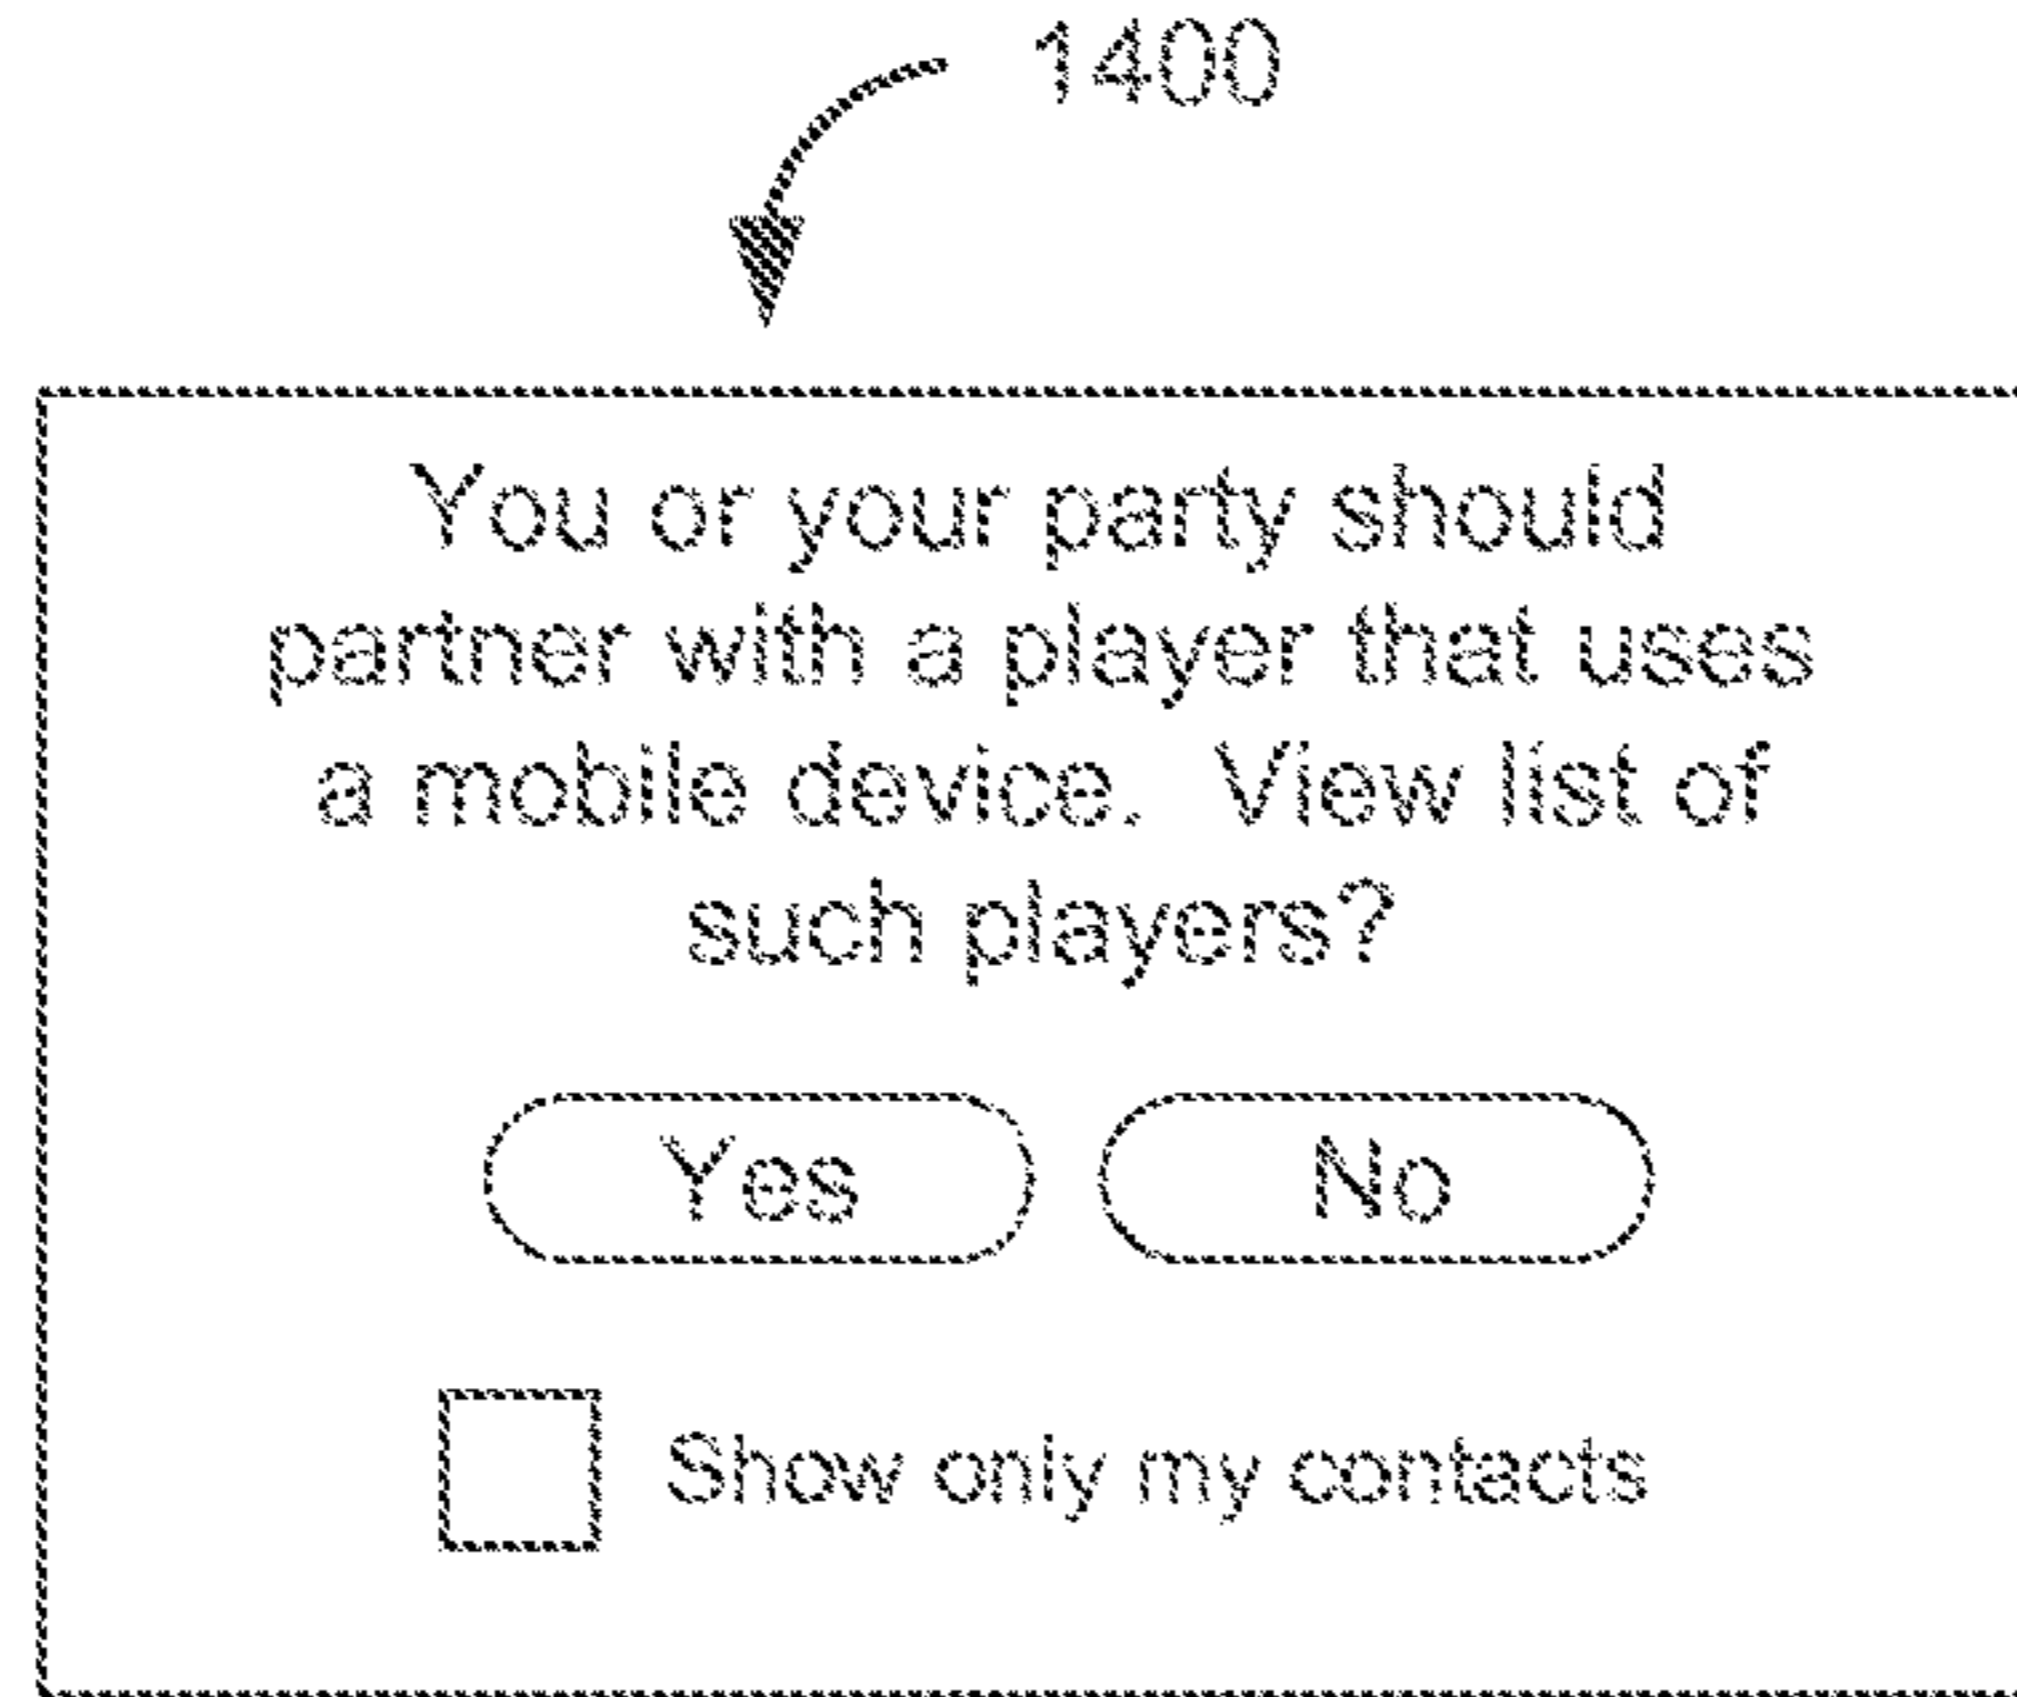 1400
You or your party should
partner with a player that uses
a mobile device.  View list of
such players?
Yes No
Show only my contacts